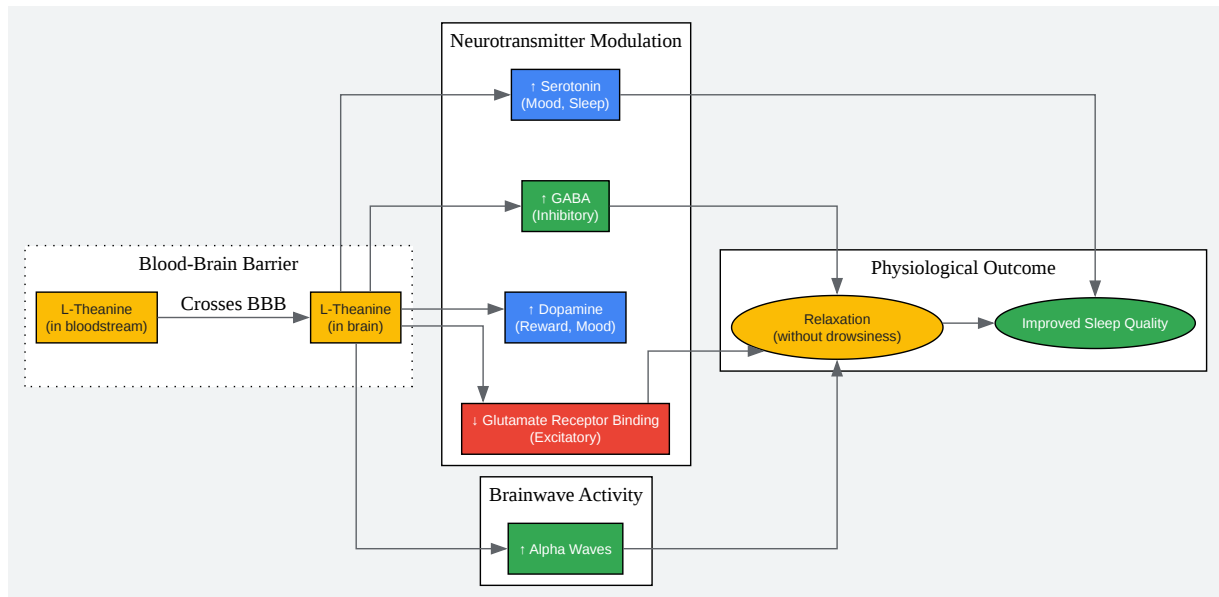 Neurotransmitter Modulation
↑ Serotonin
(Mood, Sleep)
↑ GABA
(Inhibitory)
Blood-Brain Barrier
L-Theanine
(in bloodstream)
Crosses BBB
L-Theanine
(in brain)
↑ Dopamine
(Reward, Mood)
↓ Glutamate Receptor Binding
(Excitatory)
Physiological Outcome
Relaxation
(without drowsiness)
Improved Sleep Quality
Brainwave Activity
↑ Alpha Waves